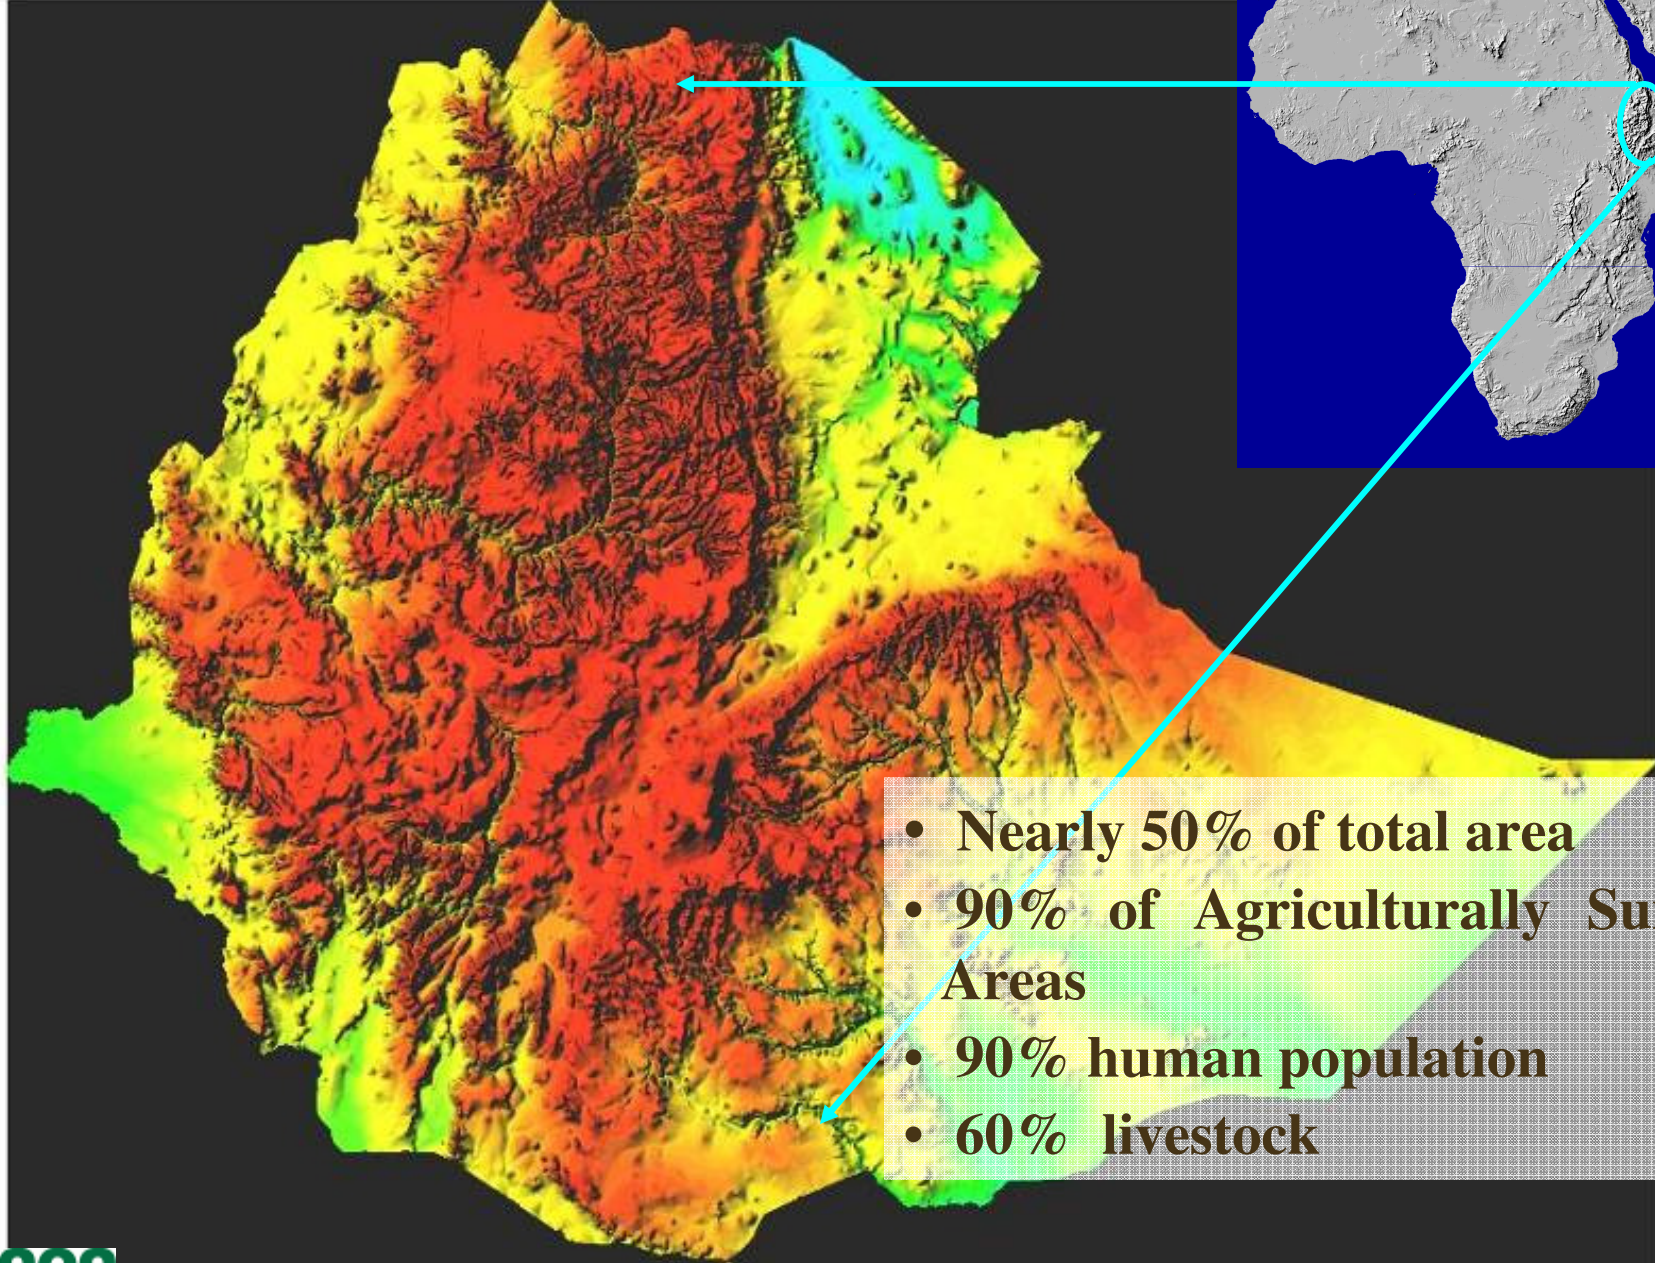 • Nearly 50% of total area
• 90% of Agriculturally
Areas
• 90% human population
• 60% livestock